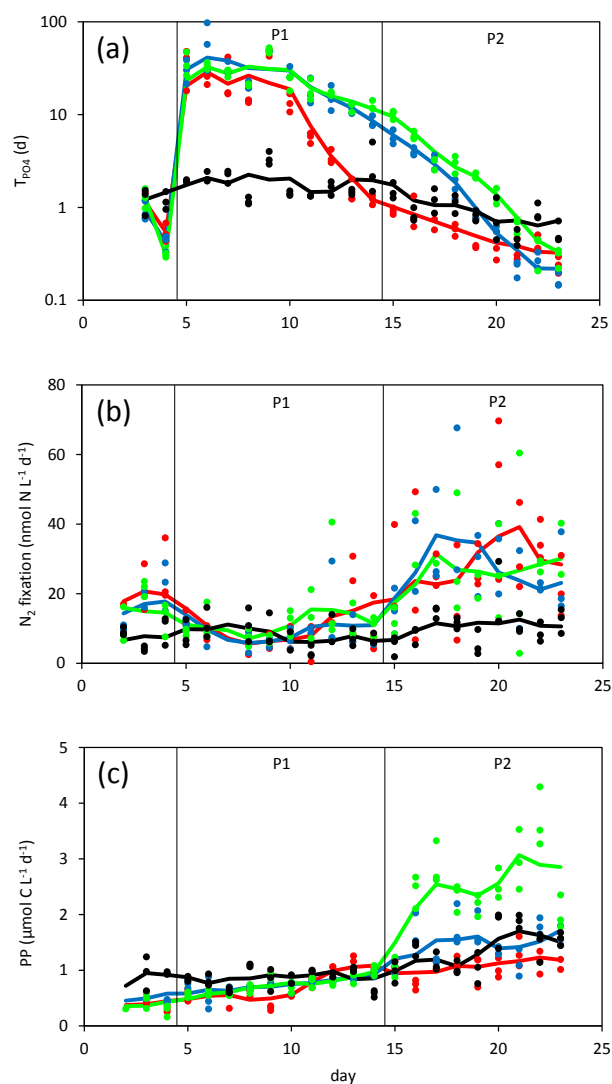 (a)
P1
P2
T_PO4 (d)
100
10
1
0.1
0 5 10 15 20 25
(b)
P1
P2
N₂ fixation (nmol N L⁻¹ d⁻¹)
80
60
40
20
0
0 5 10 15 20 25
(c)
P1
P2
PP (µmol C L⁻¹ d⁻¹)
5
4
3
2
1
0
0 5 10 15 20 25
day